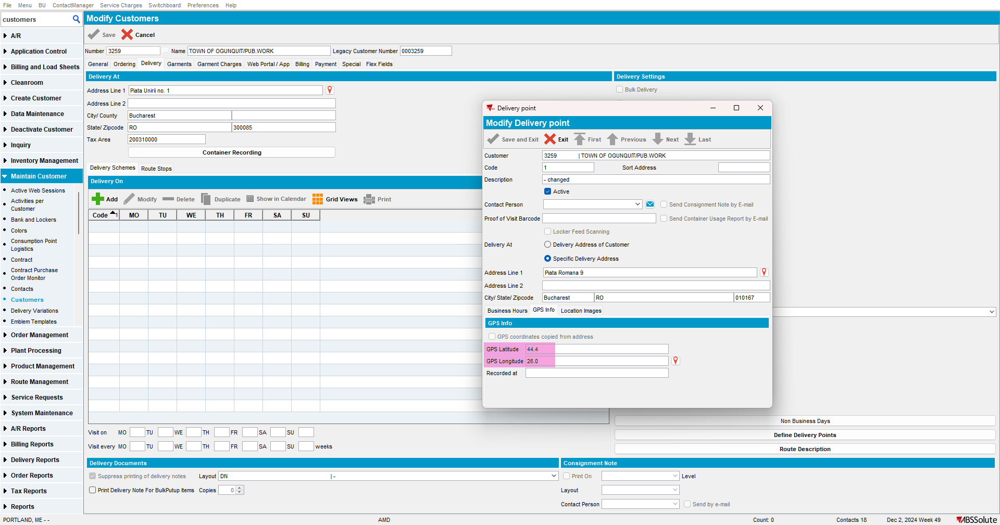 File Menu BU ContactManager Service Charges Switchboard Preferences Help
customers
Modify Customers
Save Cancel
Number 3259 ... Name TOWN OF OGUNQUIT/PUB.WORK Legacy Customer Number 0003259
General Ordering Delivery Garments Garment Charges Web Portal / App Billing Payment Special Flex Fields
A/R
Application Control
Billing and Load Sheets
Cleanroom
Create Customer
Data Maintenance
Deactivate Customer
Inquiry
Inventory Management
Maintain Customer
Active Web Sessions
Activities per
Customer
Bank and Lockers
Colors
Consumption Point
Logistics
Contract
Contract Purchase
Order Monitor
Contacts
Customers
Delivery Variations
Emblem Templates
Order Management
Plant Processing
Product Management
Route Management
Service Requests
System Maintenance
A/R Reports
Billing Reports
Delivery Reports
Order Reports
Tax Reports
Reports
Delivery At
Address Line 1 Piata Unirii no. 1
Address Line 2
City/ County Bucharest
State/ Zipcode RO 300085
Tax Area 200310000
Container Recording
Delivery Schemes Route Stops
Delivery On
Add Modify Delete Duplicate 16 Show in Calendar Grid Views Print
Code 1 MO TU WE TH FR SA SU
Visit on MO TU WE TH FR SA SU
Visit every MO TU WE TH FR SA SU weeks
Delivery Settings
Bulk Delivery
Delivery point
Modify Delivery point
Save and Exit Exit First Previous Next Last
Customer 3259 | TOWN OF OGUNQUIT/PUB.WORK
Code 1 Sort Address
Description - changed
Active
Contact Person Send Consignment Note by E-mail
Proof of Visit Barcode Send Container Usage Report by E-mail
Locker Feed Scanning
Delivery At Delivery Address of Customer
Specific Delivery Address
Address Line 1 Piata Romana 9
Address Line 2
City/ State/ Zipcode Bucharest RO 010167
Business Hours GPS Info Location Images
GPS Info
GPS coordinates copied from address
GPS Latitude 44.4
GPS Longitude 26.0
Recorded at
Non Business Days
Define Delivery Points
Route Description
Delivery Documents
Suppress printing of delivery notes Layout DN | -
Print Delivery Note For BulkPutup Items Copies 0
Consignment Note
Print On Level
Layout
Contact Person Send by e-mail
PORTLAND, ME - - AMD Count: 0 Contacts 18 Dec 2, 2024 Week 49 ABSSolute